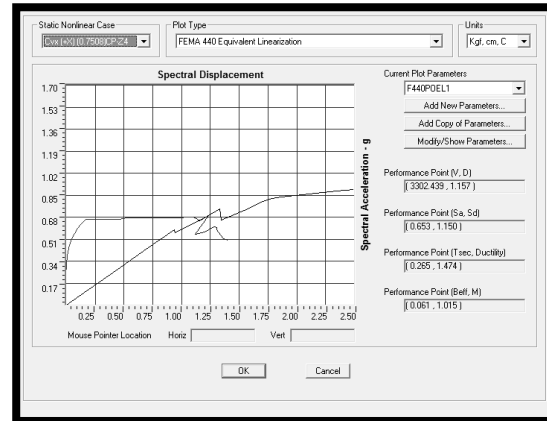 Static Nonlinear Case
Plot Type
Units
Cvx (+X) (0.7508)CP-Z4
FEMA 440 Equivalent Linearization
Kgf, cm, C
Spectral Displacement
Current Plot Parameters
F440POEL1
Add New Parameters...
Add Copy of Parameters...
Modify/Show Parameters...
1.70
1.53
1.36
1.19
1.02
0.85
0.68
0.51
0.34
0.17
Spectral Acceleration - g
Performance Point (V, D)
( 3302.439 , 1.157 )
Performance Point (Sa, Sd)
( 0.653 , 1.150 )
Performance Point (Tsec, Ductility)
( 0.265 , 1.474 )
Performance Point (Beff, M)
( 0.061 , 1.015 )
0.25 0.50 0.75 1.00 1.25 1.50 1.75 2.00 2.25 2.50
Mouse Pointer Location Horiz Vert
OK Cancel